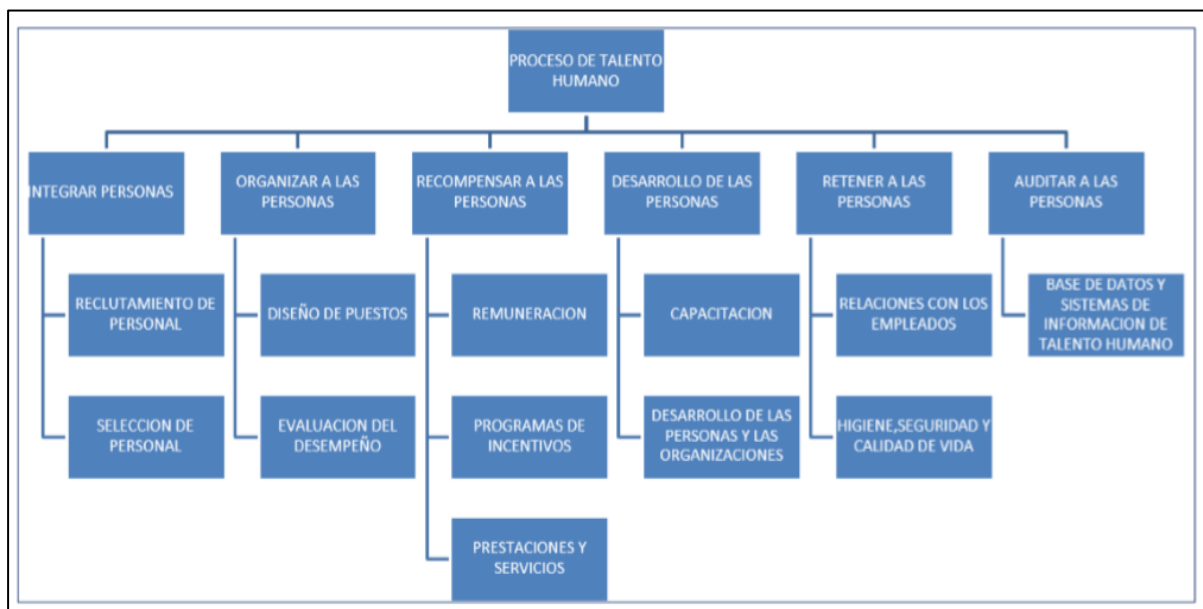 PROCESO DE TALENTO
HUMANO
INTEGRAR PERSONAS
ORGANIZAR A LAS
PERSONAS
RECOMPENSAR A LAS
PERSONAS
DESARROLLO DE LAS
PERSONAS
RETENER A LAS
PERSONAS
AUDITAR A LAS
PERSONAS
RECLUTAMIENTO DE
PERSONAL
DISEÑO DE PUESTOS
REMUNERACION
CAPACITACION
RELACIONES CON LOS
EMPLEADOS
BASE DE DATOS Y
SISTEMAS DE
INFORMACION DE
TALENTO HUMANO
SELECCION DE
PERSONAL
EVALUACION DEL
DESEMPEÑO
PROGRAMAS DE
INCENTIVOS
DESARROLLO DE LAS
PERSONAS Y LAS
ORGANIZACIONES
HIGIENE,SEGURIDAD Y
CALIDAD DE VIDA
PRESTACIONES Y
SERVICIOS